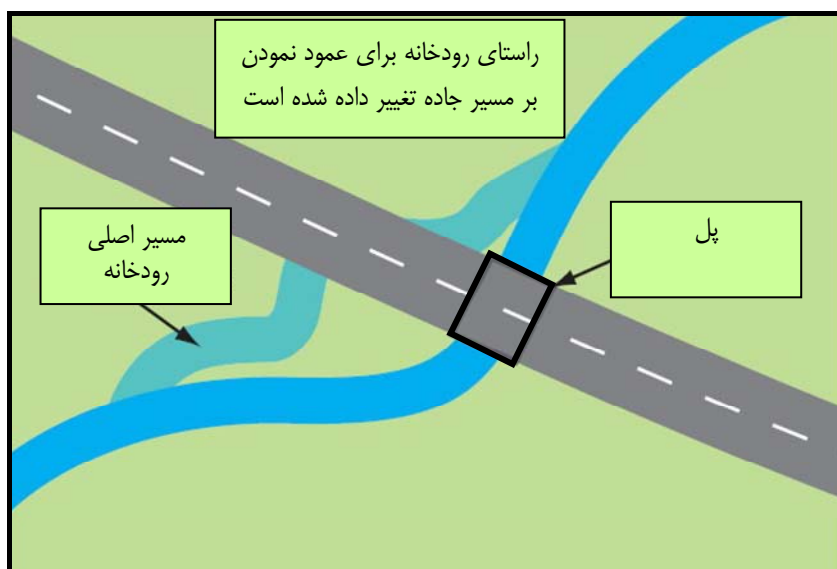 راستای رودخانه برای عمود نمودن
بر مسیر جاده تغییر داده شده است
مسیر اصلی
رودخانه
پل